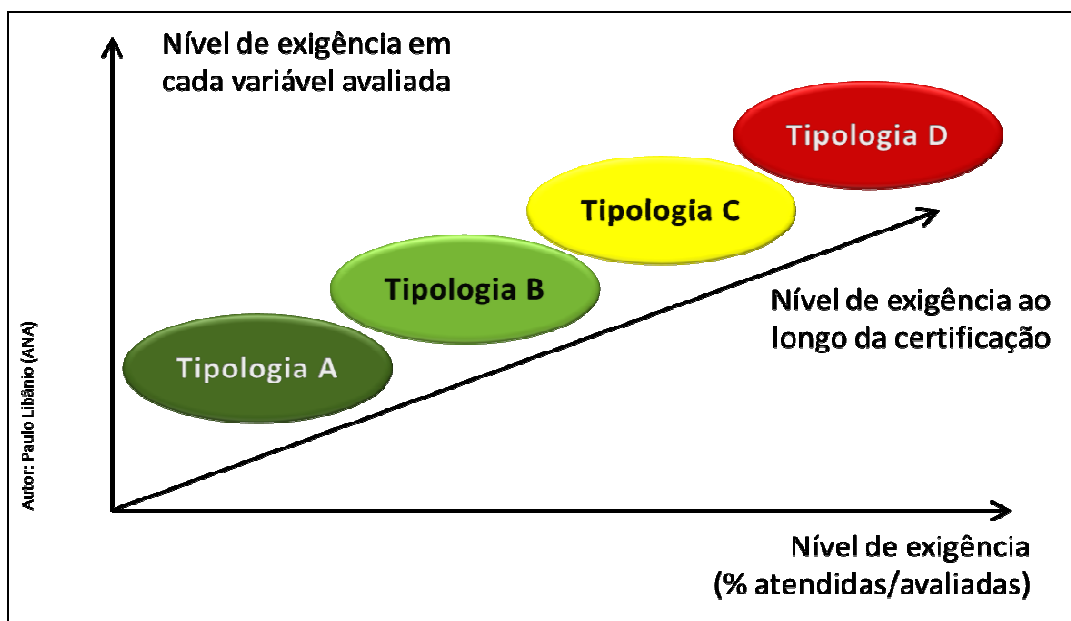 Nível de exigência em
cada variável avaliada
Tipologia D
Tipologia C
Tipologia B
Nível de exigência ao
longo da certificação
Tipologia A
Autor: Paulo Libânio (ANA)
Nível de exigência
(% atendidas/avaliadas)